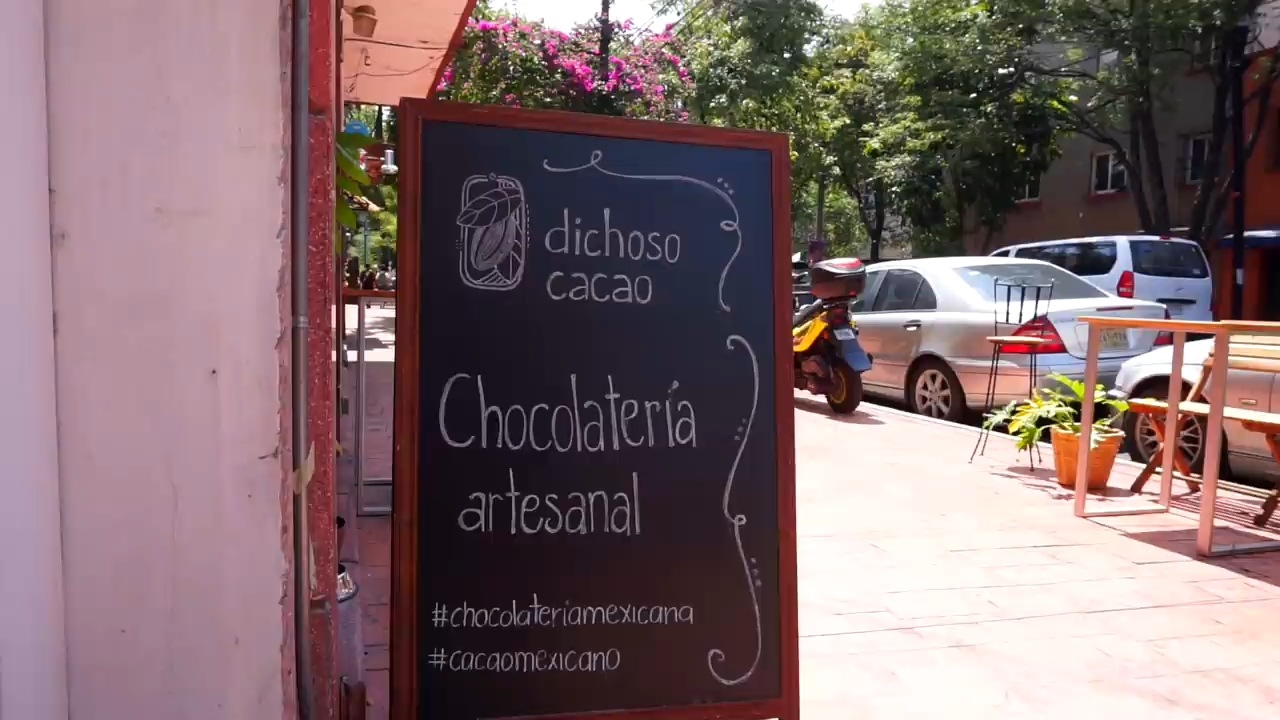 dichoso
cacao
Chocolatería
artesanal
#chocolateriamexicana
#cacaomexicano